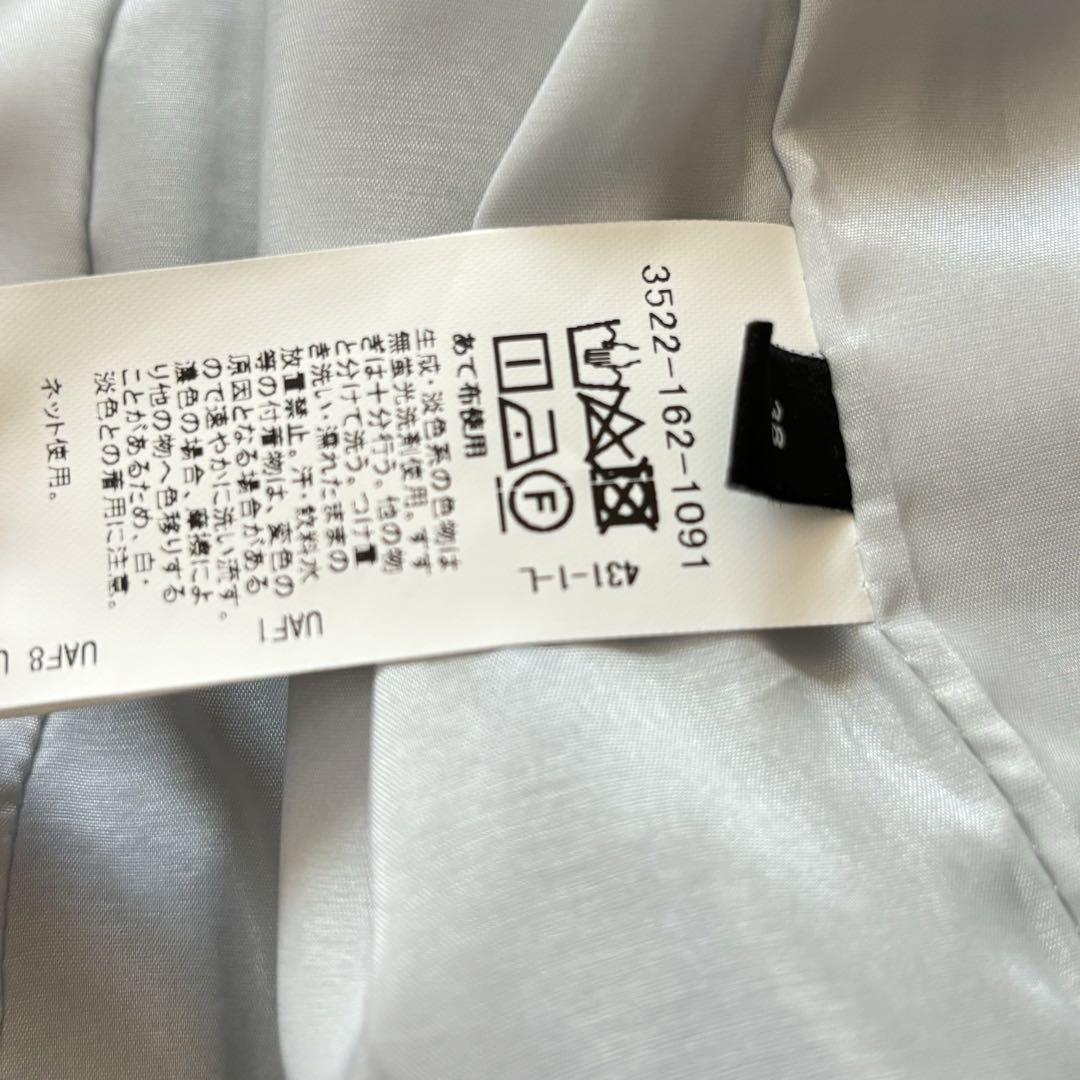 3522-162-1091
38
431-1-L
F
あて布使用
生成・淡色系の色物は
無蛍光洗剤使用。すす
ぎは十分行う。他の物
と分けて洗う。つけ置
き洗い・濡れたままの
放置禁止。汗・飲料水
等の付着物は、変色の
原因となる場合がある
ので速やかに洗い流す。
濃色の場合、摩擦によ
り他の物へ色移りする
ことがあるため、白・
淡色との着用に注意。
ネット使用。
UAF1
UAF8